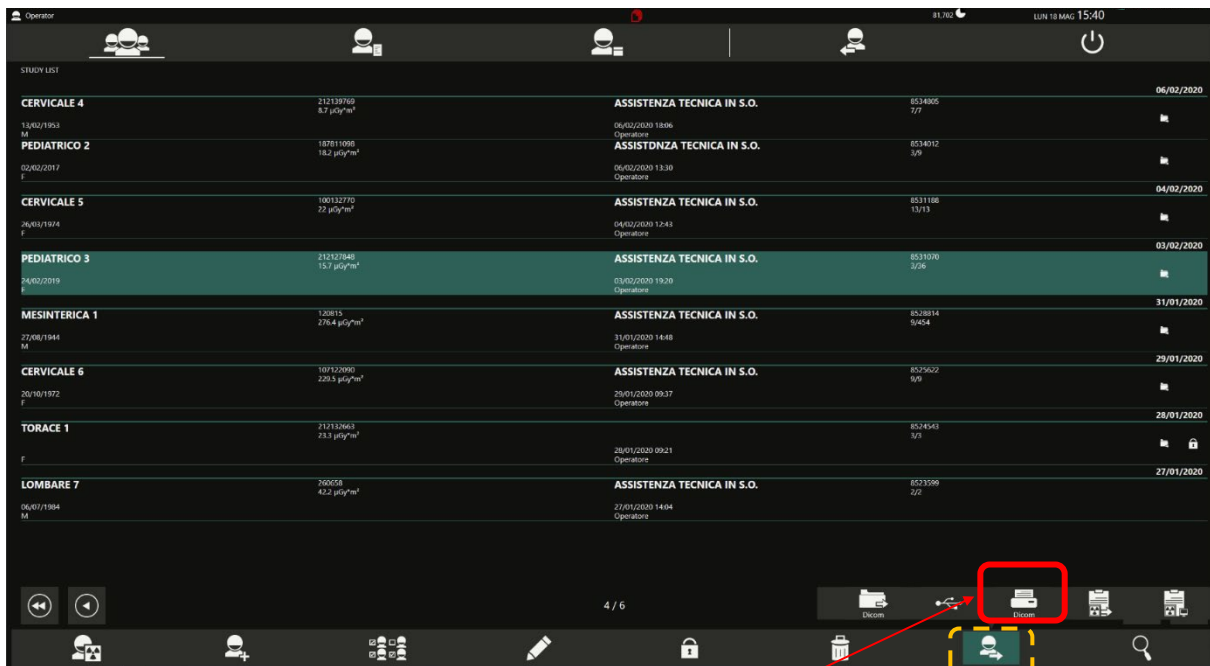 Operator 81,702 LUN 18 MAG 15:40
STUDY LIST
06/02/2020
CERVICALE 4 212139769 ASSISTENZA TECNICA IN S.O. 8534805
8.7 µGy*m² 7/7
13/02/1953 06/02/2020 18:06
M Operatore
PEDIATRICO 2 187811098 ASSISTDNZA TECNICA IN S.O. 8534012
18.2 µGy*m² 3/9
02/02/2017 06/02/2020 13:30
F Operatore
04/02/2020
CERVICALE 5 100132770 ASSISTENZA TECNICA IN S.O. 8531188
22 µGy*m² 13/13
26/03/1974 04/02/2020 12:43
F Operatore
03/02/2020
PEDIATRICO 3 212127848 ASSISTENZA TECNICA IN S.O. 8531070
15.7 µGy*m² 3/36
24/02/2019 03/02/2020 19:20
F Operatore
31/01/2020
MESINTERICA 1 120815 ASSISTENZA TECNICA IN S.O. 8528814
276.4 µGy*m² 9/454
27/08/1944 31/01/2020 14:48
M Operatore
29/01/2020
CERVICALE 6 107122090 ASSISTENZA TECNICA IN S.O. 8525622
229.5 µGy*m² 9/9
20/10/1972 29/01/2020 09:37
F Operatore
28/01/2020
TORACE 1 212132663 8524543
23.3 µGy*m² 3/3
28/01/2020 09:21
F Operatore
27/01/2020
LOMBARE 7 260658 ASSISTENZA TECNICA IN S.O. 8523599
42.2 µGy*m² 2/2
06/07/1984 27/01/2020 14:04
M Operatore
4 / 6
Dicom Dicom